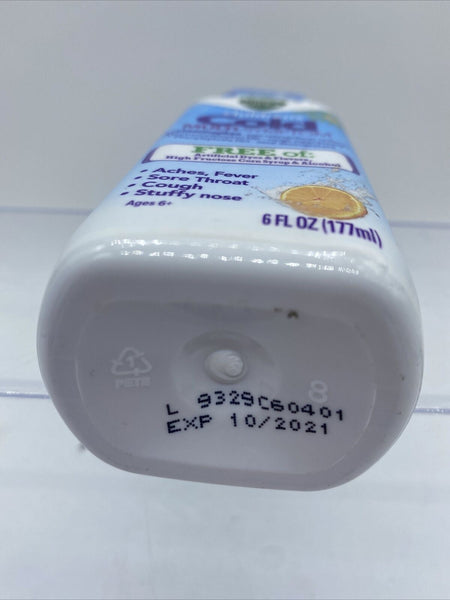 Cold
FREE of:
Artificial Dyes & Flavors,
High Fructose Corn Syrup & Alcohol
• Aches, Fever
• Sore Throat
• Cough
• Stuffy nose
Ages 6+
6 FL OZ (177ml)
PETE
8
L 9329C60401
EXP 10/2021